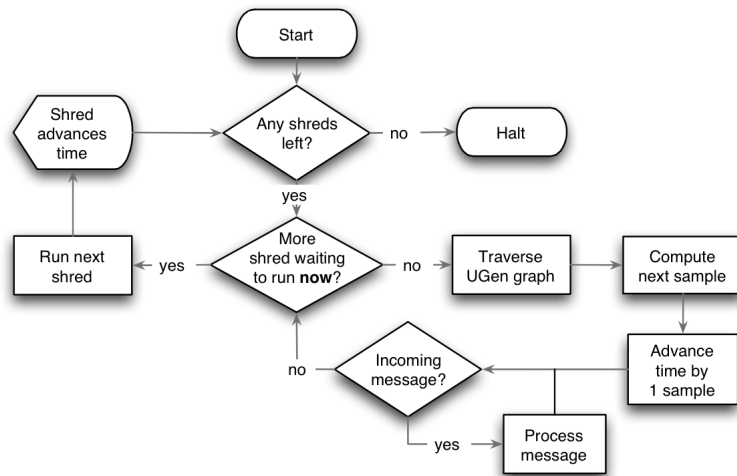 Start
Shred
advances
time
Any shreds
left?
no
Halt
yes
Run next
shred
yes
More
shred waiting
to run now?
no
Traverse
UGen graph
Compute
next sample
no
Incoming
message?
Advance
time by
1 sample
yes
Process
message